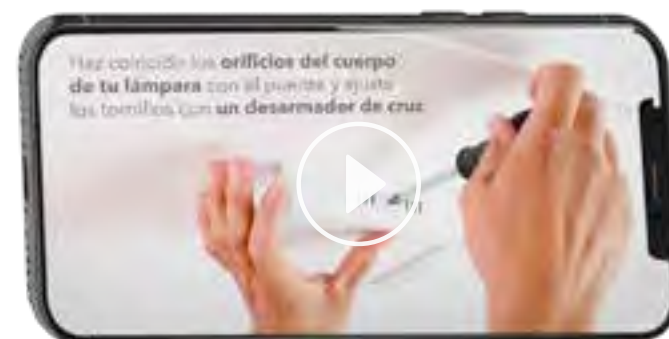 Haz coincidir los orificios del cuerpo
de tu lámpara con el puente y ajusta
los tornillos con un desarmador de cruz